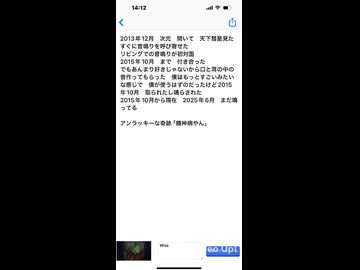 14:12
2013年12月　次元　開いて　天下彗星見た
すぐに音鳴りを呼び寄せた
リビングでの音鳴りが初対面
2015年10月　まで　付き合った
でもあんまり好きじゃないから口と耳の中の
音作ってもらった　僕はもっとすごいみたい
な感じで　僕が使うはずのだったけど2015
年10月　取られたし鳴らされた
2015年10月から現在　2025年6月　まだ鳴
ってる
アンラッキーな奇跡「精神病やん」
Wise
Go Up!